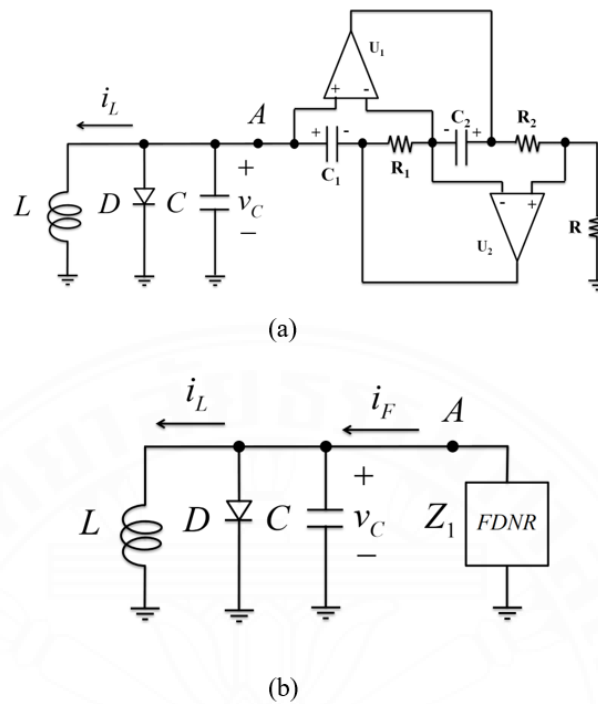 U₁
+ -
i_L
A
+ - C₂ - + R₂
L D C + v_C − C₁ R₁
- +
U₂ R
(a)
i_L i_F A
L D C + v_C − Z₁ FDNR
(b)